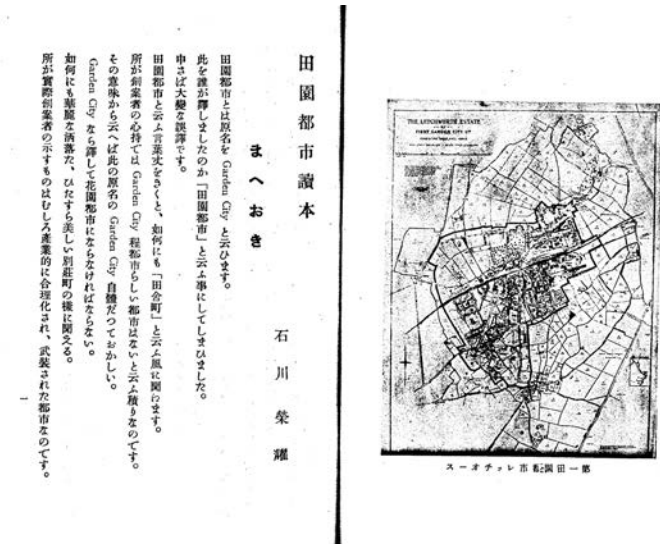 田園都市讀本
石川榮耀
まへおき
田園都市とは原名を Garden City と云ひます。
此を誰が譯しましたのか「田園都市」と云ふ事にしてしまひました。
申さば大變な誤譯です。
田園都市と云ふ言葉丈をきくと、如何にも「田舎町」と云ふ風に聞こます。
所が創業者の心持では Garden City 程都市らしい都市はないと云ふ積りなのです。
その意味から云へば此の原名の Garden City 自體だつておかしい。
Garden City なら譯して花園都市にならなければならない。
如何にも華麗な洒落た、ひたすら美しい別莊町の樣に聞える。
所が實際創業者の示すものはむしろ産業的に合理化され、武裝された都市なのです。
一
THE LETCHWORTH ESTATE
FIRST GARDEN CITY Ltd
スーオチッレ市都園田一第